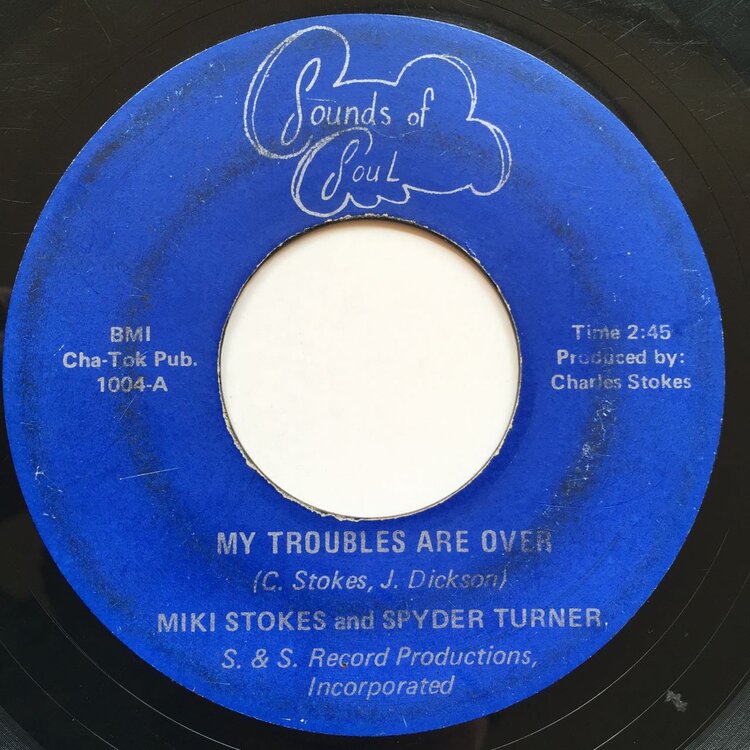 Sounds of
Soul
BMI
Cha-Tok Pub.
1004-A
Time 2:45
Produced by:
Charles Stokes
MY TROUBLES ARE OVER
(C. Stokes, J. Dickson)
MIKI STOKES and SPYDER TURNER
S. & S. Record Productions,
Incorporated